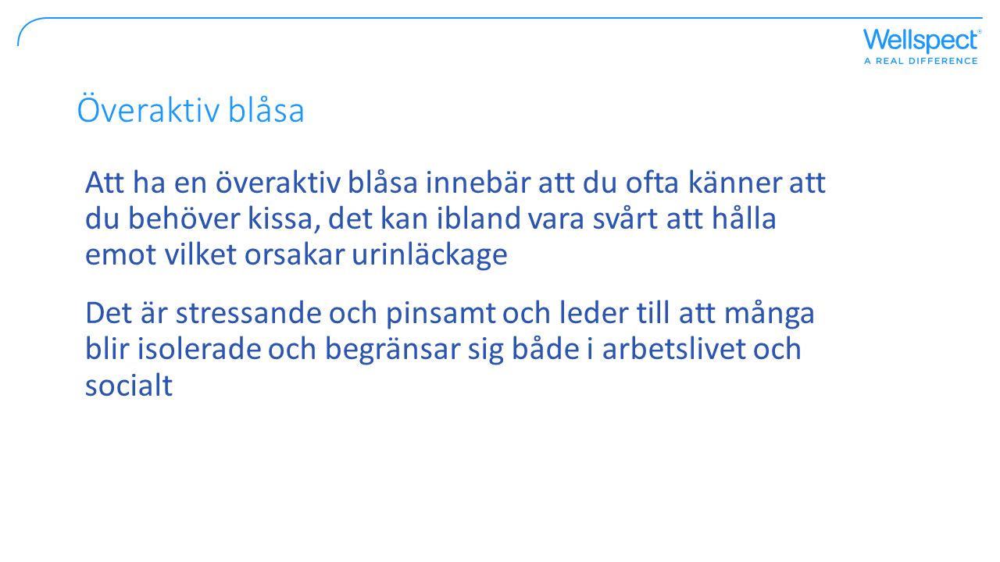 Wellspect®
A REAL DIFFERENCE
Överaktiv blåsa
Att ha en överaktiv blåsa innebär att du ofta känner att
du behöver kissa, det kan ibland vara svårt att hålla
emot vilket orsakar urinläckage
Det är stressande och pinsamt och leder till att många
blir isolerade och begränsar sig både i arbetslivet och
socialt